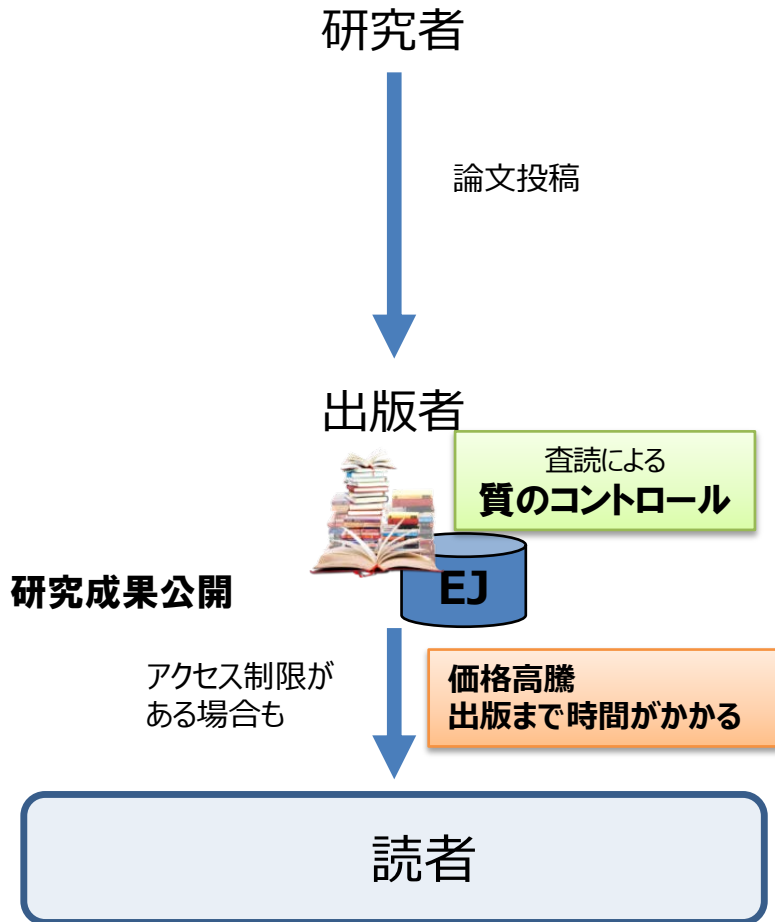 研究者
論文投稿
出版者
査読による
質のコントロール
EJ
研究成果公開
アクセス制限が
ある場合も
価格高騰
出版まで時間がかかる
読者